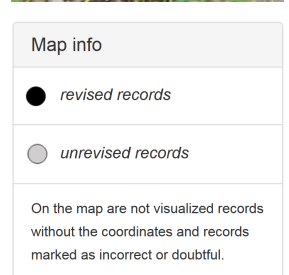 Map info
revised records
unrevised records
On the map are not visualized records
without the coordinates and records
marked as incorrect or doubtful.